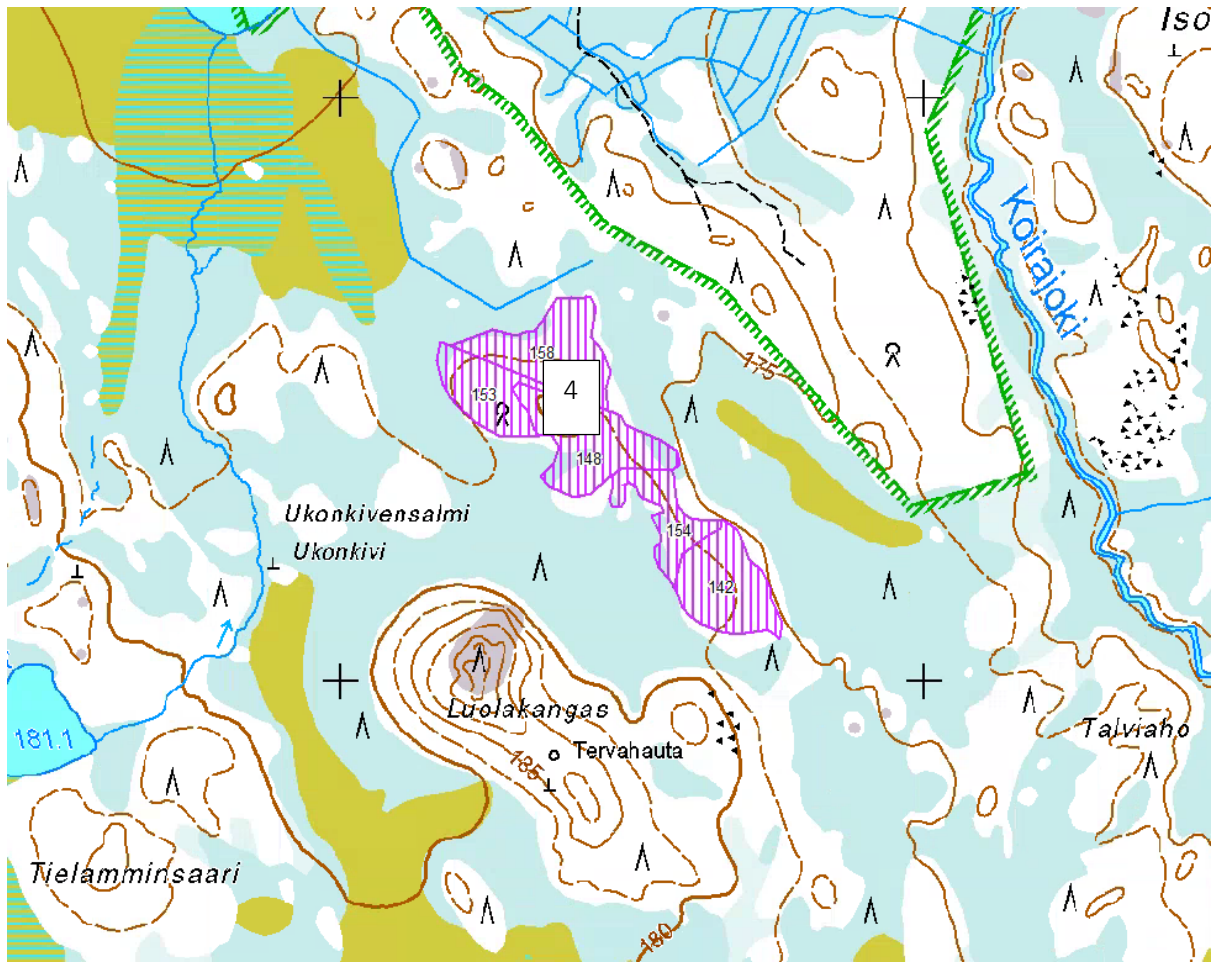 Iso
Koirajoki
158
4
175
153
148
Ukonkivensalmi
Ukonkivi
154
142
Luolakangas
181.1
Tervahauta
185
Talviaho
Tielamminsaari
180